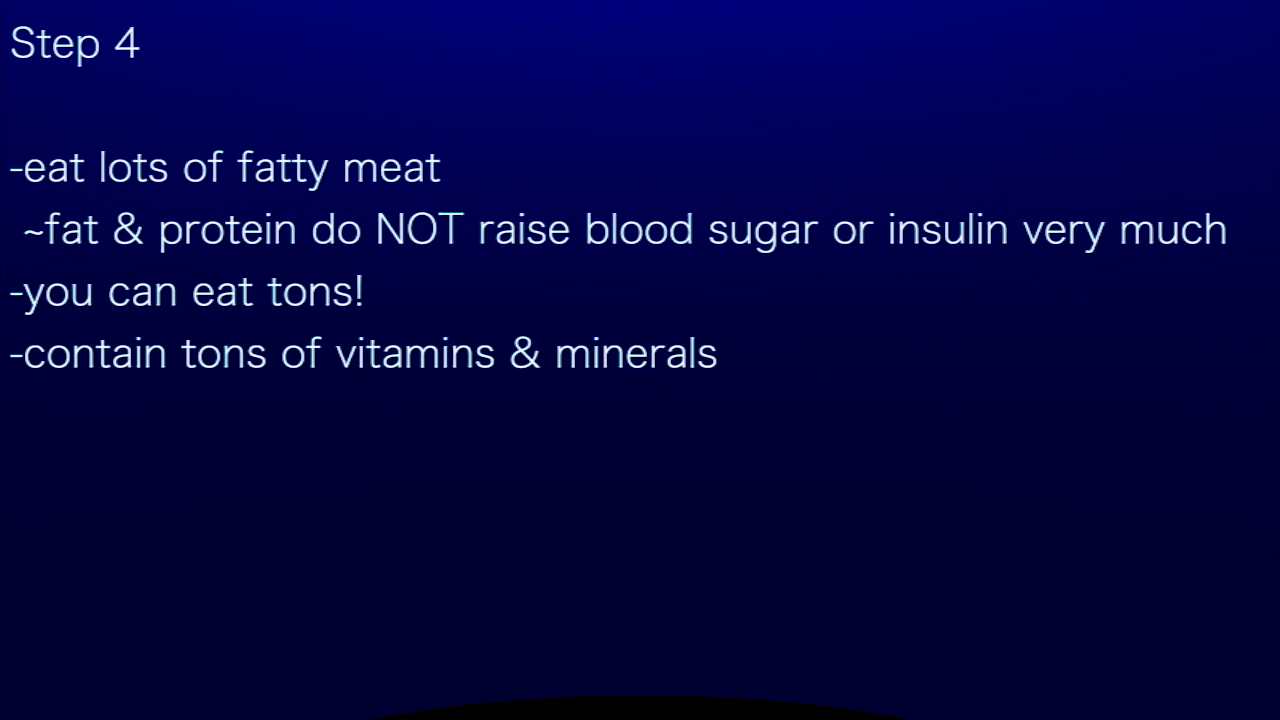 Step 4
-eat lots of fatty meat
~fat & protein do NOT raise blood sugar or insulin very much
-you can eat tons!
-contain tons of vitamins & minerals